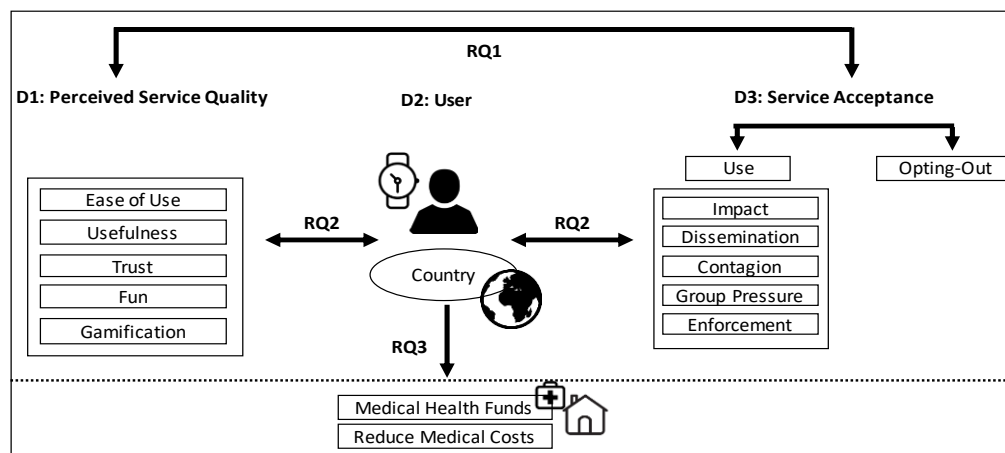 RQ1
D1: Perceived Service Quality
D2: User
D3: Service Acceptance
Use
Opting-Out
Ease of Use
Usefulness
Trust
Fun
Gamification
RQ2
Country
RQ2
Impact
Dissemination
Contagion
Group Pressure
Enforcement
RQ3
Medical Health Funds
Reduce Medical Costs